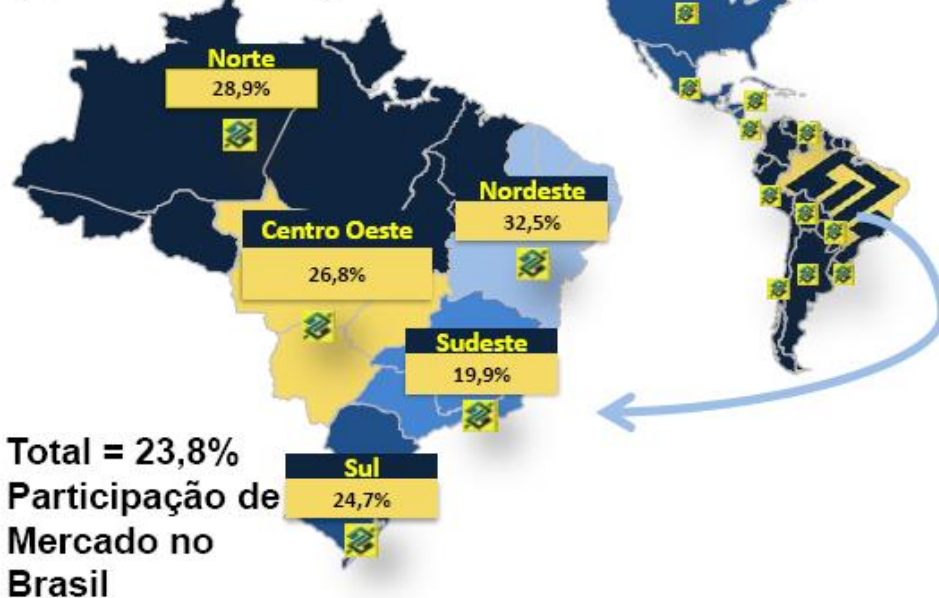 Norte
28,9%
Nordeste
32,5%
Centro Oeste
26,8%
Sudeste
19,9%
Sul
24,7%
Total = 23,8%
Participação de
Mercado no
Brasil